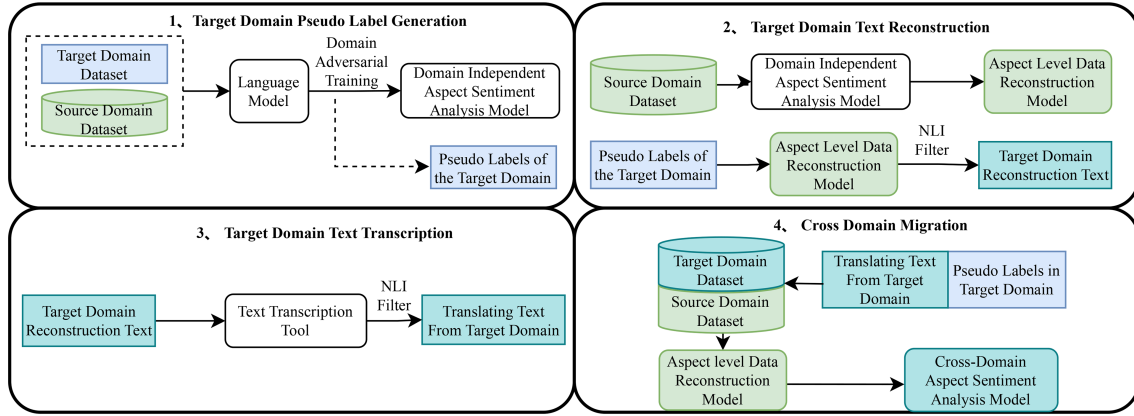 1、 Target Domain Pseudo Label Generation
Target Domain
Dataset
Source Domain
Dataset
Language
Model
Domain
Adversarial
Training
Domain Independent
Aspect Sentiment
Analysis Model
Pseudo Labels of
the Target Domain
2、 Target Domain Text Reconstruction
Source Domain
Dataset
Domain Independent
Aspect Sentiment
Analysis Model
Aspect Level Data
Reconstruction
Model
Pseudo Labels of
the Target Domain
Aspect Level Data
Reconstruction
Model
NLI
Filter
Target Domain
Reconstruction Text
3、 Target Domain Text Transcription
Target Domain
Reconstruction Text
Text Transcription
Tool
NLI
Filter
Translating Text
From Target Domain
4、 Cross Domain Migration
Target Domain
Dataset
Source Domain
Dataset
Translating Text
From Target
Domain
Pseudo Labels in
Target Domain
Aspect level Data
Reconstruction
Model
Cross-Domain
Aspect Sentiment
Analysis Model